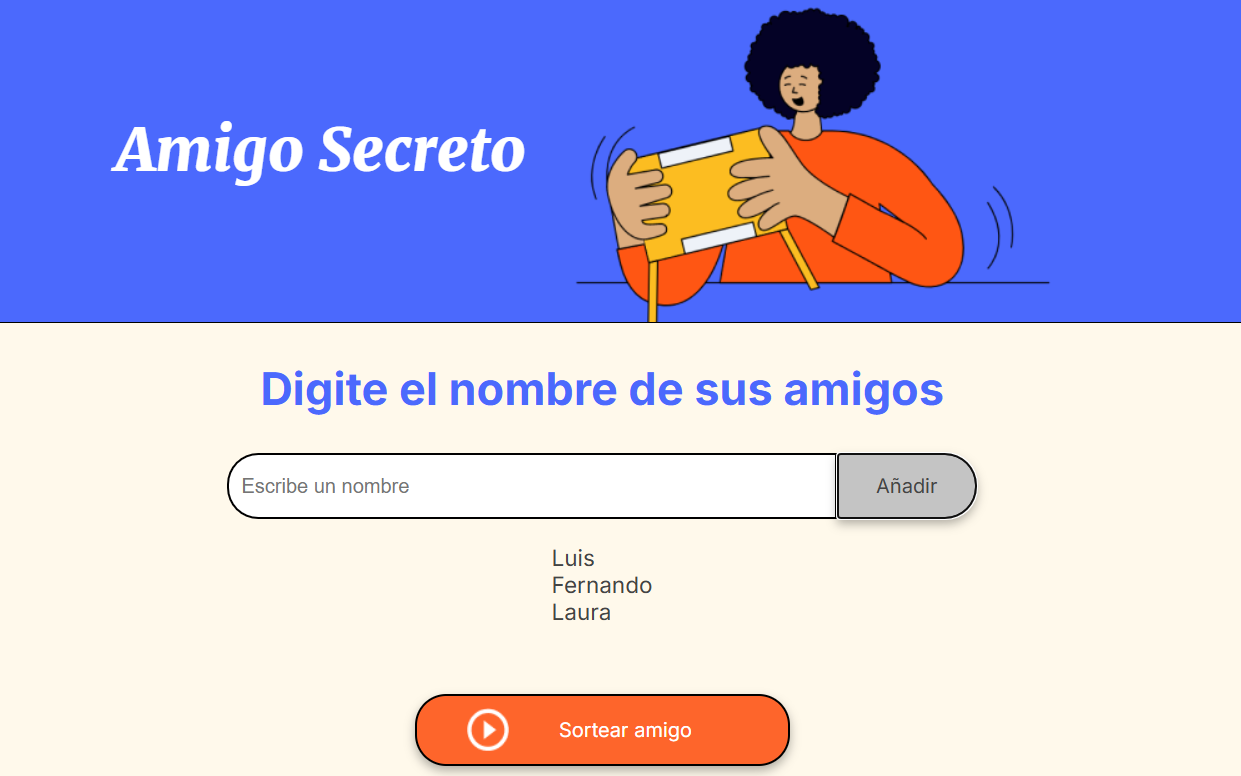 Amigo Secreto
Digite el nombre de sus amigos
Escribe un nombre
Añadir
Luis
Fernando
Laura
Sortear amigo